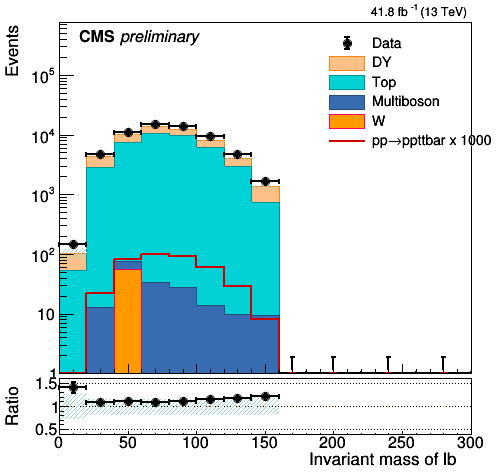 41.8 fb⁻¹ (13 TeV)
CMS preliminary
Events
Data
DY
Top
Multiboson
W
pp→ppttbar x 1000
10⁵
10⁴
10³
10²
10
1
Ratio
1.5
1
0.5
0 50 100 150 200 250 300
Invariant mass of lb